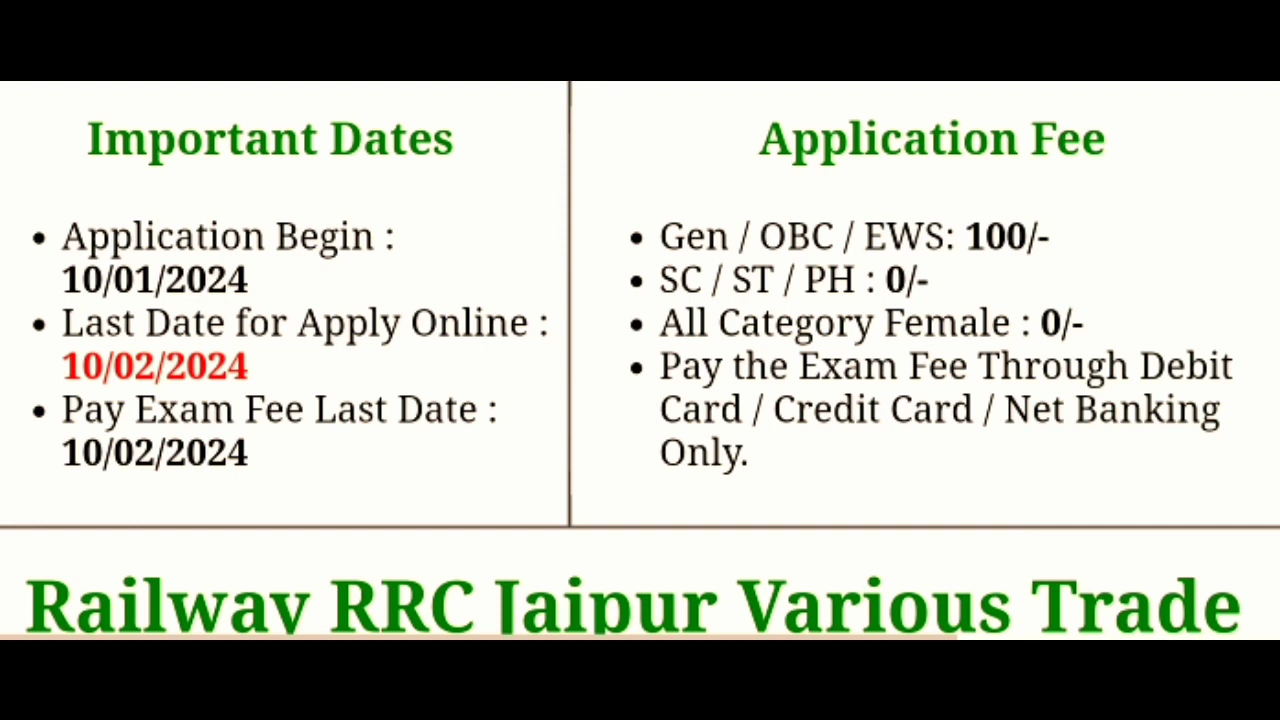 Important Dates
Application Begin :
10/01/2024
Last Date for Apply Online :
10/02/2024
Pay Exam Fee Last Date :
10/02/2024
Application Fee
Gen / OBC / EWS: 100/-
SC / ST / PH : 0/-
All Category Female : 0/-
Pay the Exam Fee Through Debit
Card / Credit Card / Net Banking
Only.
Railway RRC Jaipur Various Trade